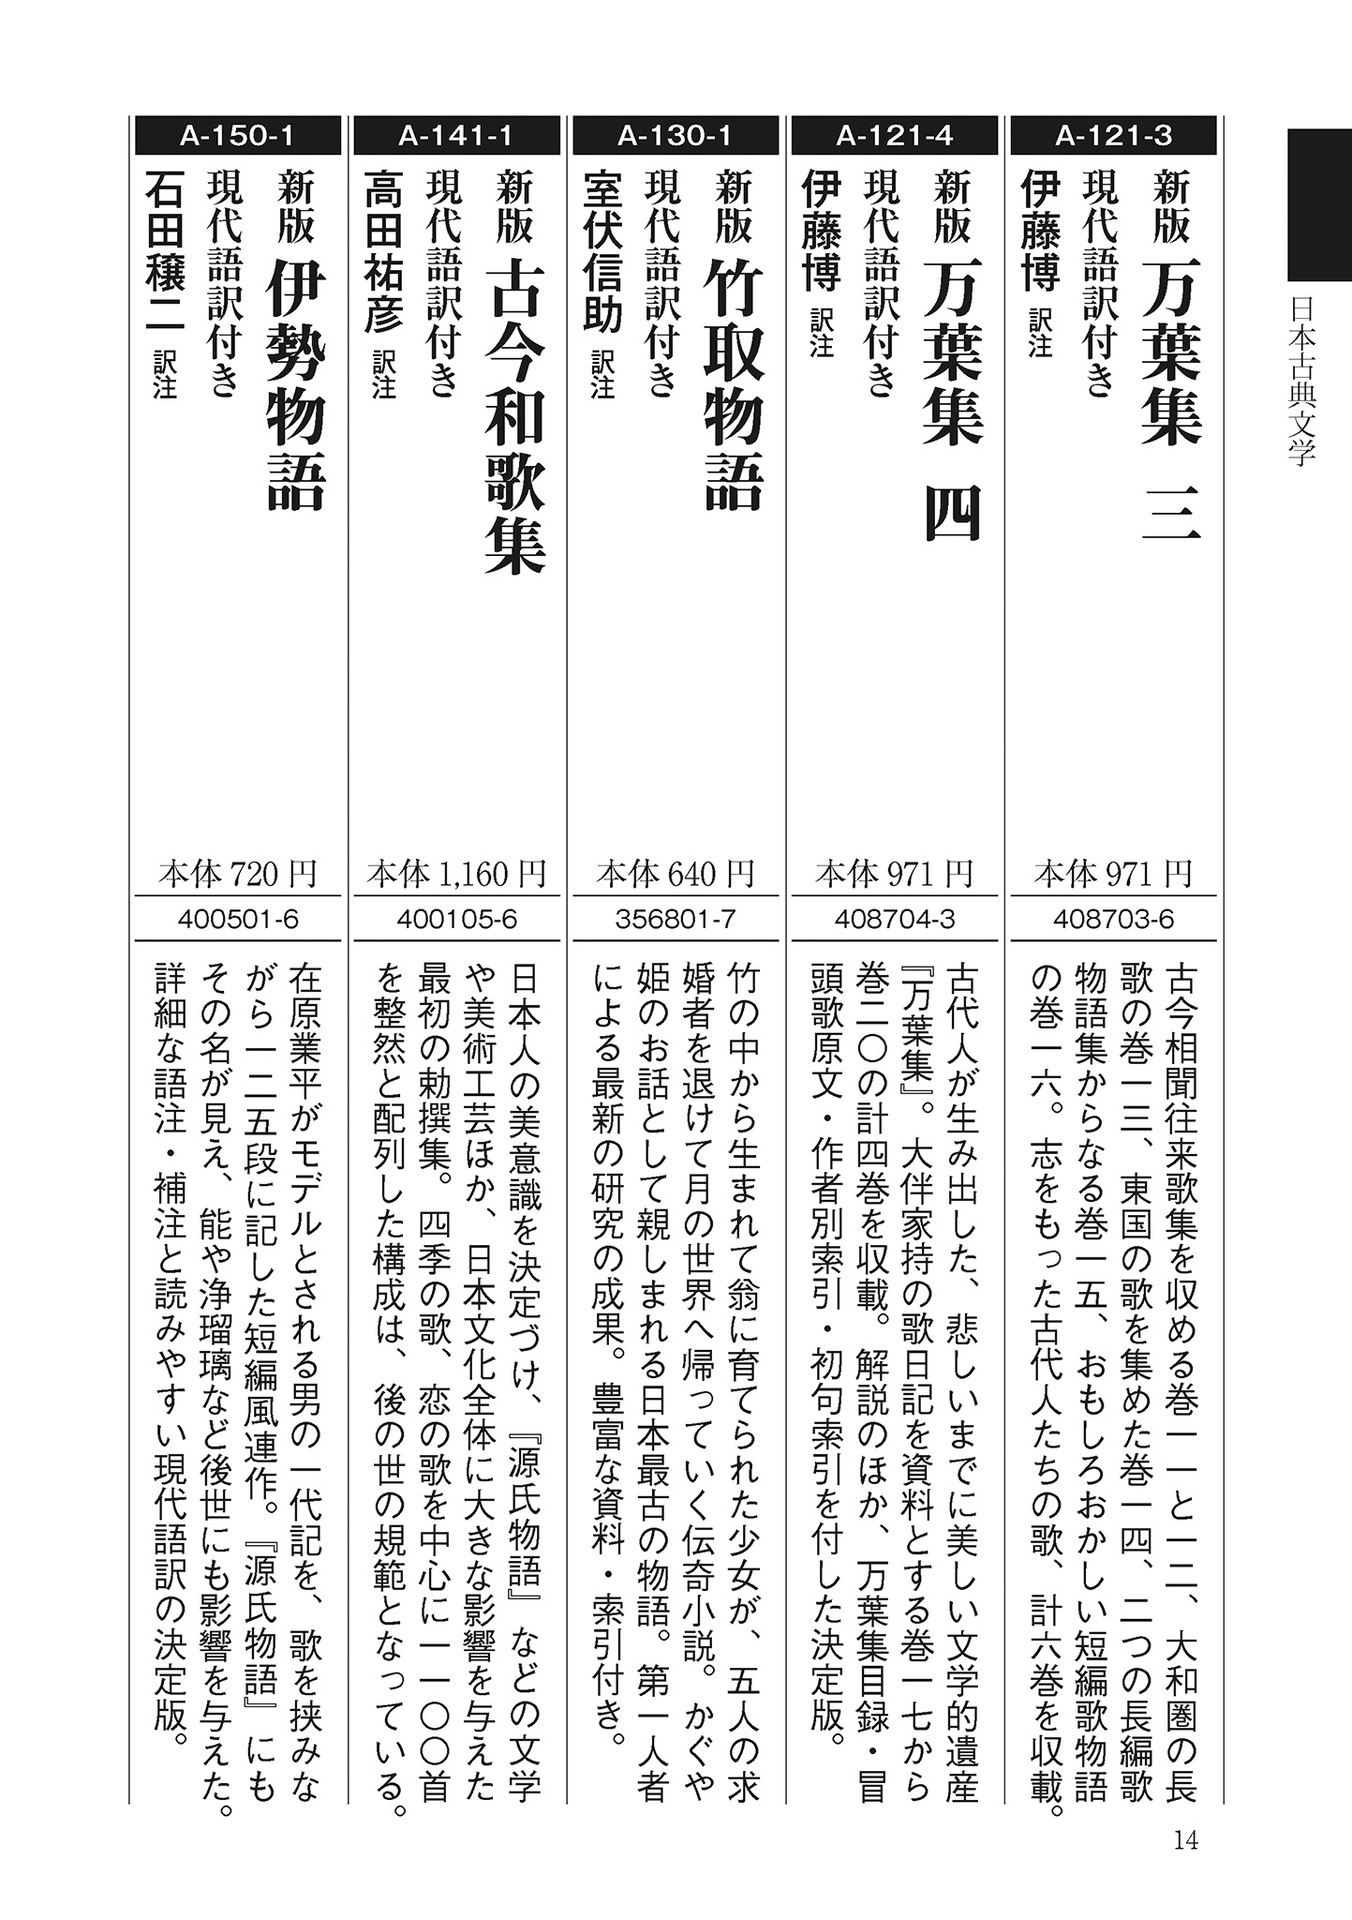 日本古典文学
A-121-3
新版 万葉集 三
現代語訳付き
伊藤博 訳注
本体 971 円
408703-6
古今相聞往来歌集を収める巻一一と一二、大和圏の長
歌の巻一三、東国の歌を集めた巻一四、二つの長編歌
物語集からなる巻一五、おもしろおかしい短編歌物語
の巻一六。志をもった古代人たちの歌、計六巻を収載。
A-121-4
新版 万葉集 四
現代語訳付き
伊藤博 訳注
本体 971 円
408704-3
古代人が生み出した、悲しいまでに美しい文学的遺産
『万葉集』。大伴家持の歌日記を資料とする巻一七から
巻二〇の計四巻を収載。解説のほか、万葉集目録・冒
頭歌原文・作者別索引・初句索引を付した決定版。
A-130-1
新版 竹取物語
現代語訳付き
室伏信助 訳注
本体 640 円
356801-7
竹の中から生まれて翁に育てられた少女が、五人の求
婚者を退けて月の世界へ帰っていく伝奇小説。かぐや
姫のお話として親しまれる日本最古の物語。第一人者
による最新の研究の成果。豊富な資料・索引付き。
A-141-1
新版 古今和歌集
現代語訳付き
高田祐彦 訳注
本体 1,160 円
400105-6
日本人の美意識を決定づけ、『源氏物語』などの文学
や美術工芸ほか、日本文化全体に大きな影響を与えた
最初の勅撰集。四季の歌、恋の歌を中心に一一〇〇首
を整然と配列した構成は、後の世の規範となっている。
A-150-1
新版 伊勢物語
現代語訳付き
石田穣二 訳注
本体 720 円
400501-6
在原業平がモデルとされる男の一代記を、歌を挟みな
がら一二五段に記した短編風連作。『源氏物語』にも
その名が見え、能や浄瑠璃など後世にも影響を与えた。
詳細な語注・補注と読みやすい現代語訳の決定版。
14